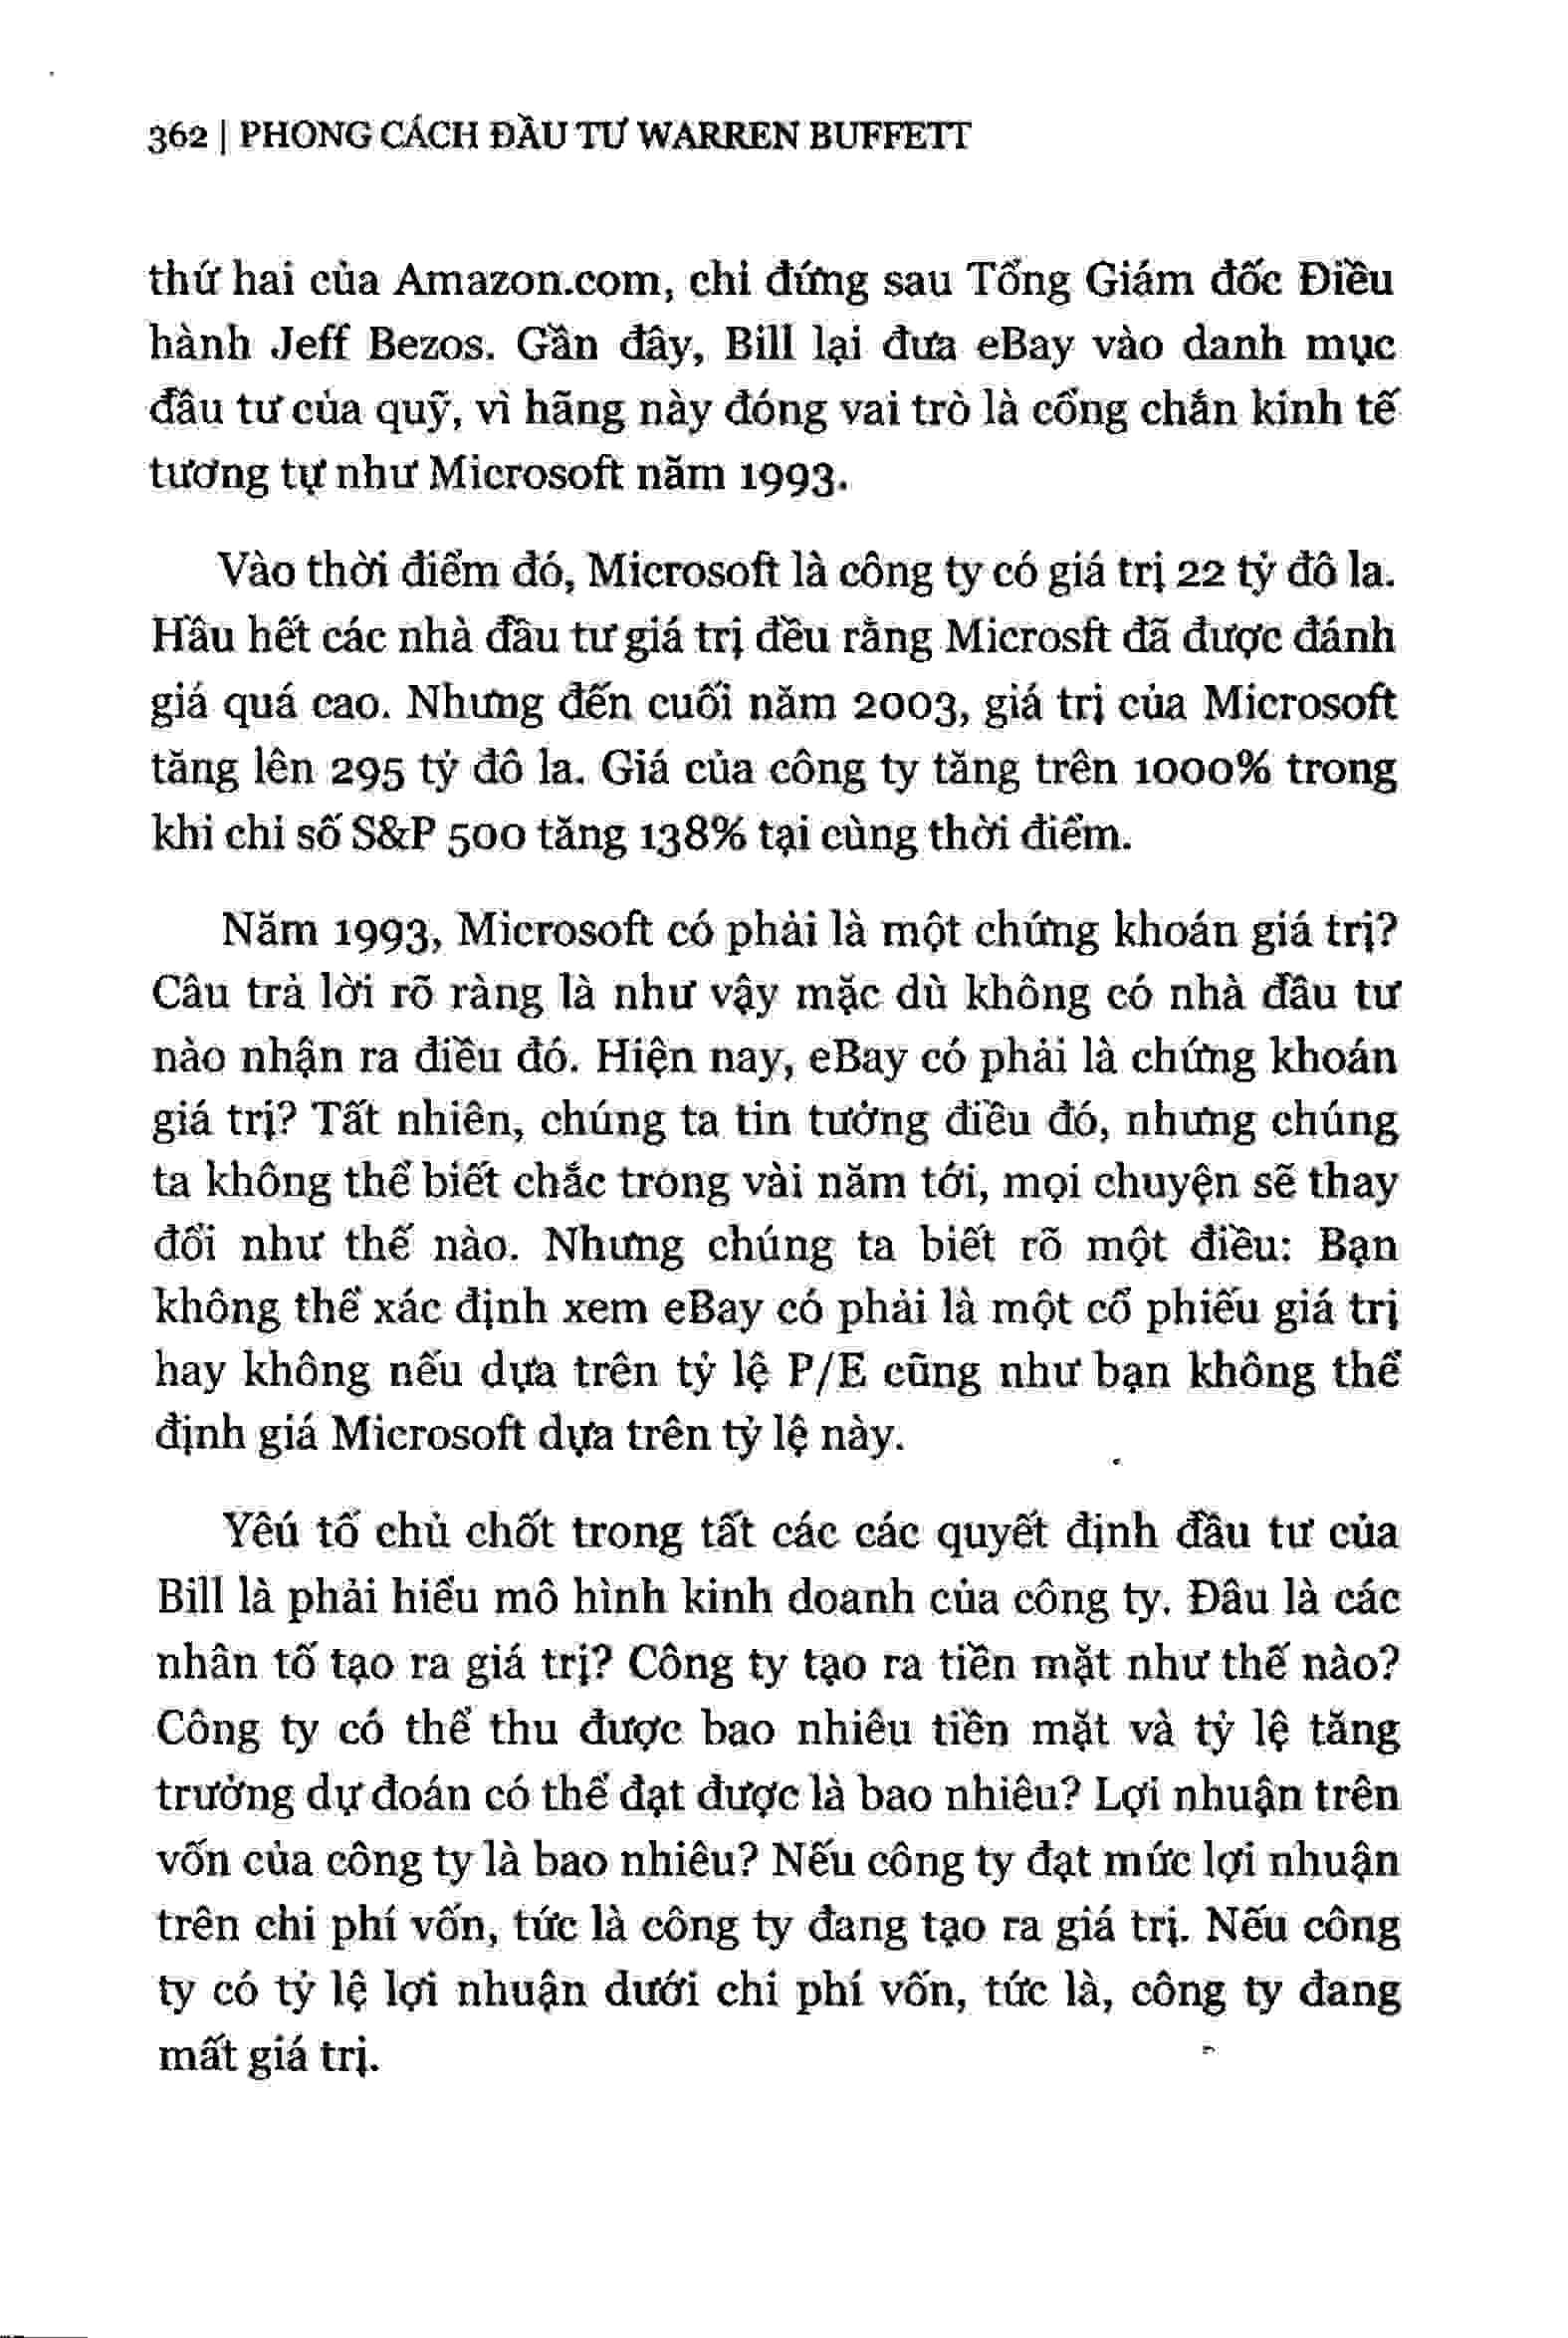 362 | PHONG CÁCH ĐẦU TƯ WARREN BUFFETT
thứ hai của Amazon.com, chỉ đứng sau Tổng Giám đốc Điều
hành Jeff Bezos. Gần đây, Bill lại đưa eBay vào danh mục
đầu tư của quỹ, vì hãng này đóng vai trò là cổng chắn kinh tế
tương tự như Microsoft năm 1993.
Vào thời điểm đó, Microsoft là công ty có giá trị 22 tỷ đô la.
Hầu hết các nhà đầu tư giá trị đều rằng Microsft đã được đánh
giá quá cao. Nhưng đến cuối năm 2003, giá trị của Microsoft
tăng lên 295 tỷ đô la. Giá của công ty tăng trên 1000% trong
khi chỉ số S&P 500 tăng 138% tại cùng thời điểm.
Năm 1993, Microsoft có phải là một chứng khoán giá trị?
Câu trả lời rõ ràng là như vậy mặc dù không có nhà đầu tư
nào nhận ra điều đó. Hiện nay, eBay có phải là chứng khoán
giá trị? Tất nhiên, chúng ta tin tưởng điều đó, nhưng chúng
ta không thể biết chắc trong vài năm tới, mọi chuyện sẽ thay
đổi như thế nào. Nhưng chúng ta biết rõ một điều: Bạn
không thể xác định xem eBay có phải là một cổ phiếu giá trị
hay không nếu dựa trên tỷ lệ P/E cũng như bạn không thể
định giá Microsoft dựa trên tỷ lệ này.
Yêú tố chủ chốt trong tất các các quyết định đầu tư của
Bill là phải hiểu mô hình kinh doanh của công ty. Đâu là các
nhân tố tạo ra giá trị? Công ty tạo ra tiền mặt như thế nào?
Công ty có thể thu được bao nhiêu tiền mặt và tỷ lệ tăng
trưởng dự đoán có thể đạt được là bao nhiêu? Lợi nhuận trên
vốn của công ty là bao nhiêu? Nếu công ty đạt mức lợi nhuận
trên chi phí vốn, tức là công ty đang tạo ra giá trị. Nếu công
ty có tỷ lệ lợi nhuận dưới chi phí vốn, tức là, công ty đang
mất giá trị.